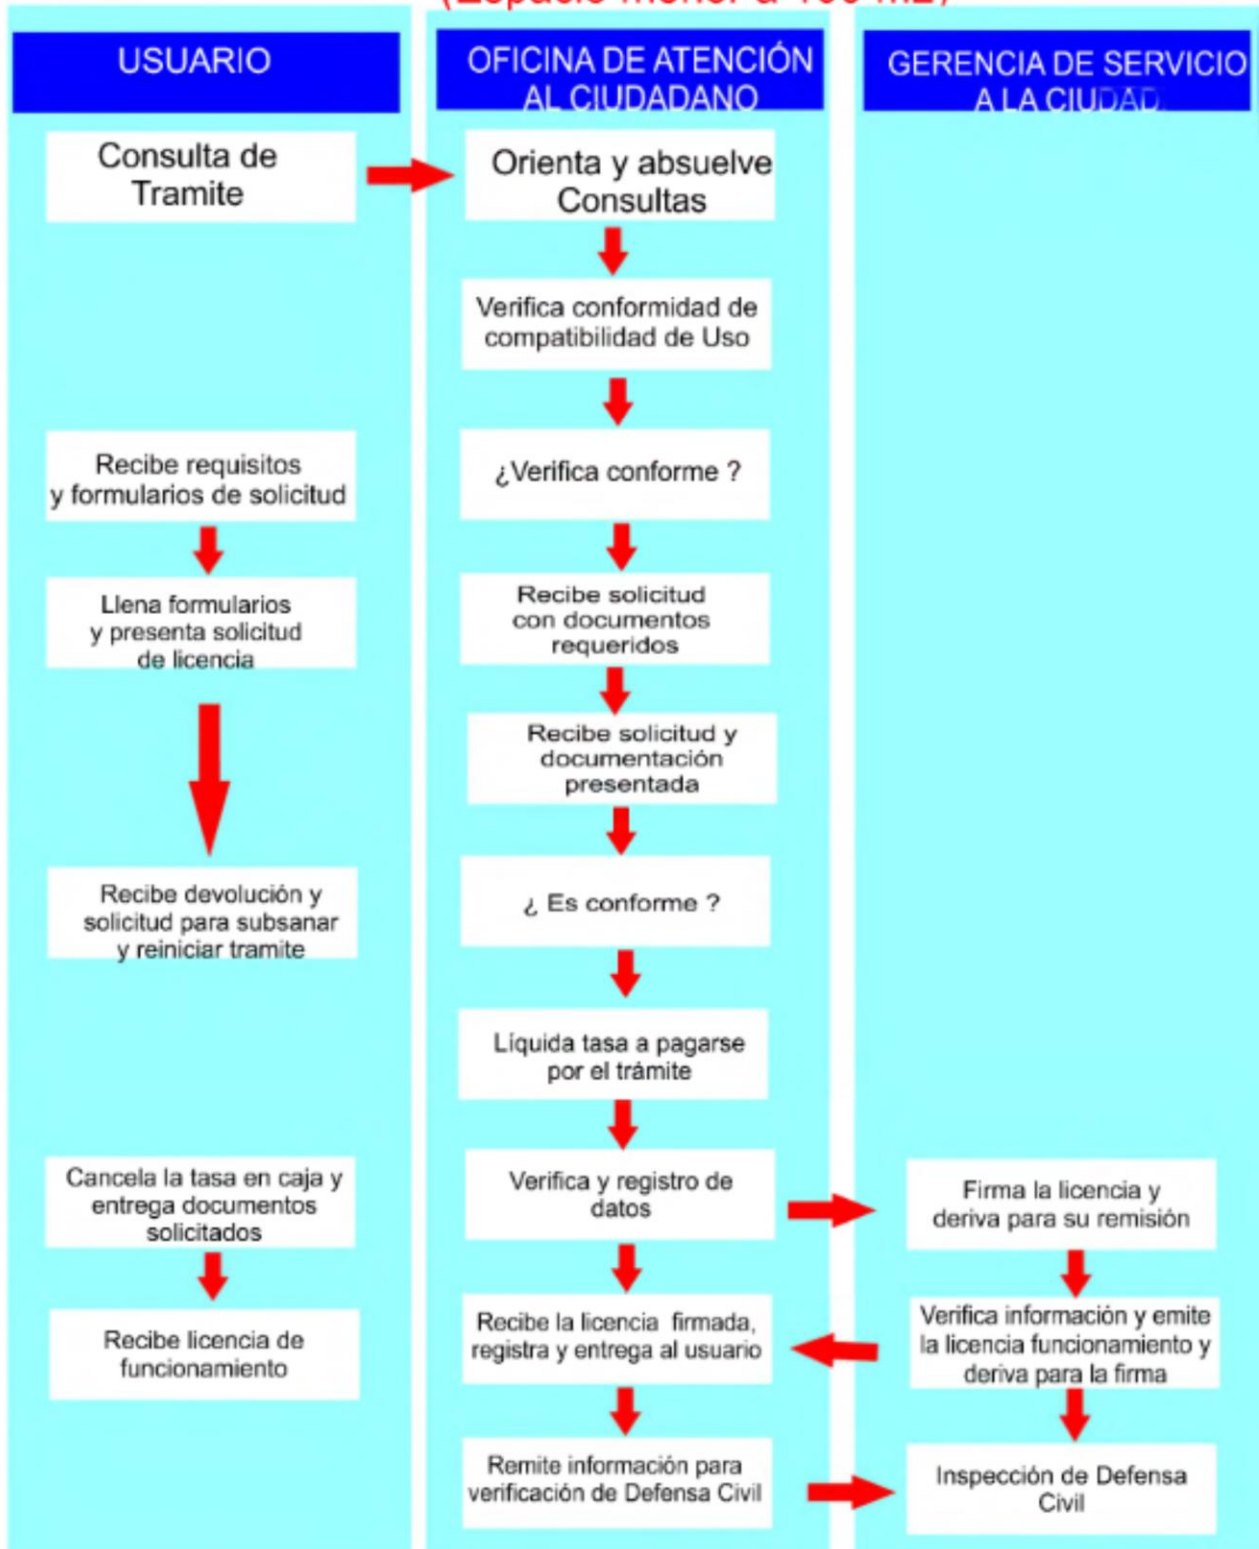 USUARIO
Consulta de
Tramite
Recibe requisitos
y formularios de solicitud
Llena formularios
y presenta solicitud
de licencia
Recibe devolución y
solicitud para subsanar
y reiniciar tramite
Cancela la tasa en caja y
entrega documentos
solicitados
Recibe licencia de
funcionamiento
OFICINA DE ATENCIÓN
AL CIUDADANO
Orienta y absuelve
Consultas
Verifica conformidad de
compatibilidad de Uso
¿Verifica conforme ?
Recibe solicitud
con documentos
requeridos
Recibe solicitud y
documentación
presentada
¿ Es conforme ?
Líquida tasa a pagarse
por el trámite
Verifica y registro de
datos
Recibe la licencia firmada,
registra y entrega al usuario
Remite información para
verificación de Defensa Civil
GERENCIA DE SERVICIO
A LA CIUDAD
Firma la licencia y
deriva para su remisión
Verifica información y emite
la licencia funcionamiento y
deriva para la firma
Inspección de Defensa
Civil